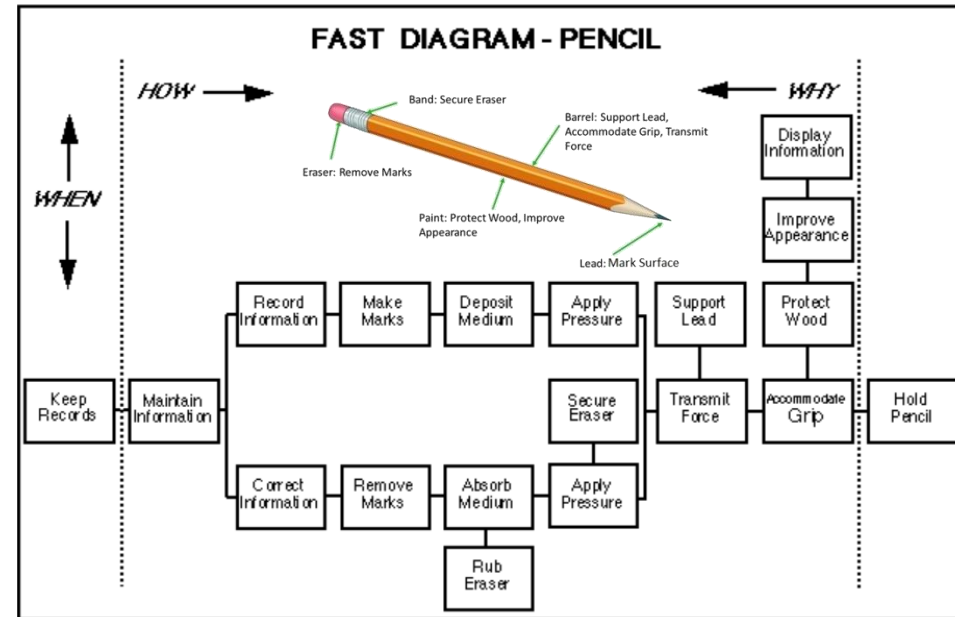 FAST DIAGRAM - PENCIL
HOW
WHY
WHEN
Band: Secure Eraser
Barrel: Support Lead,
Accommodate Grip, Transmit
Force
Eraser: Remove Marks
Paint: Protect Wood, Improve
Appearance
Lead: Mark Surface
Display
Information
Improve
Appearance
Record
Information
Make
Marks
Deposit
Medium
Apply
Pressure
Support
Lead
Protect
Wood
Keep
Records
Maintain
Information
Secure
Eraser
Transmit
Force
Accommodate
Grip
Hold
Pencil
Correct
Information
Remove
Marks
Absorb
Medium
Apply
Pressure
Rub
Eraser